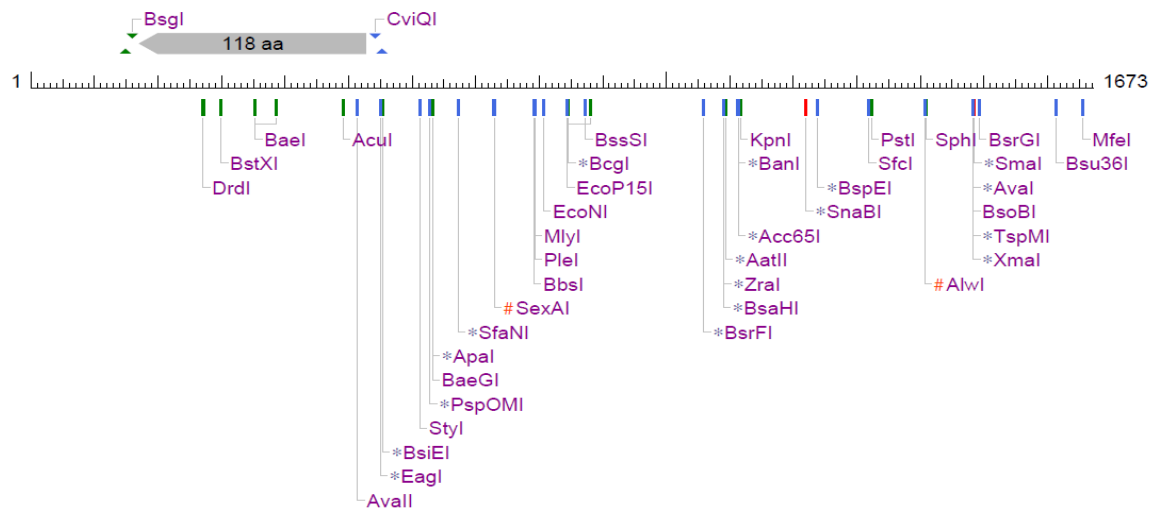 BsgI CviQI
118 aa
1 1673
BaeI AcuI BssSI KpnI PstI SphI BsrGI MfeI
BstXI *BcgI *BanI SfcI *SmaI Bsu36I
DrdI EcoP15I *BspEI *AvaI
EcoNI *SnaBI BsoBI
MlyI *Acc65I *TspMI
PleI *AatII *XmaI
BbsI *ZraI #AlwI
#SexAI *BsaHI
*SfaNI *BsrFI
*ApaI
BaeGI
*PspOMI
StyI
*BsiEI
*EagI
AvaII